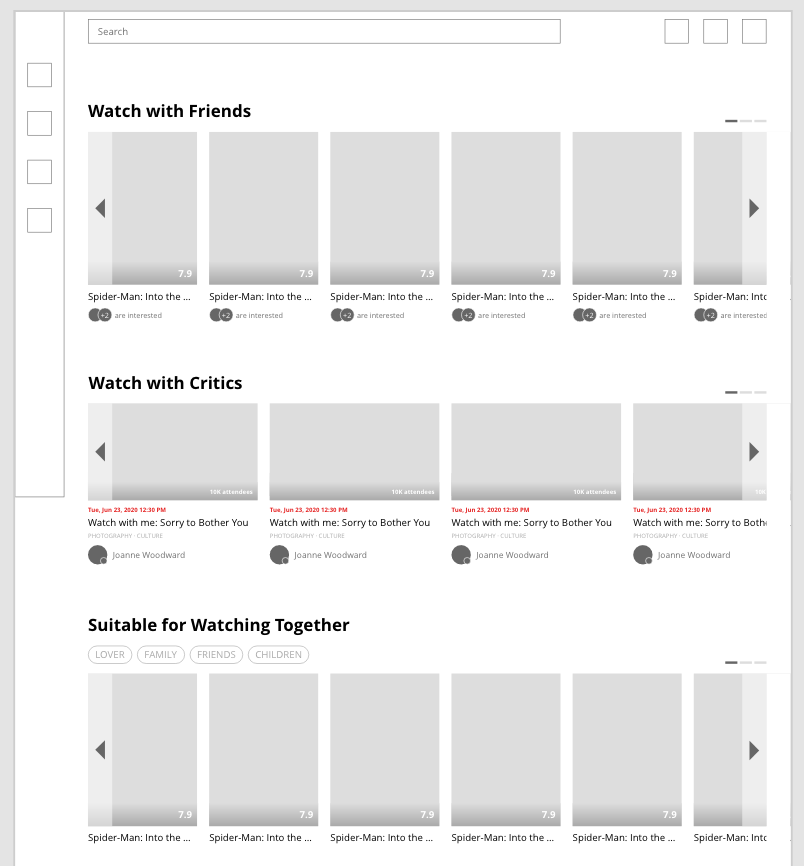 Search
Watch with Friends
7.9 7.9 7.9 7.9 7.9
Spider-Man: Into the ... Spider-Man: Into the ... Spider-Man: Into the ... Spider-Man: Into the ... Spider-Man: Into the ... Spider-Man: Intc
+2 are interested +2 are interested +2 are interested +2 are interested +2 are interested +2 are interested
Watch with Critics
10K attendees 10K attendees 10K attendees 10K
Tue, Jun 23, 2020 12:30 PM Tue, Jun 23, 2020 12:30 PM Tue, Jun 23, 2020 12:30 PM Tue, Jun 23, 2020 12:30 PM
Watch with me: Sorry to Bother You Watch with me: Sorry to Bother You Watch with me: Sorry to Bother You Watch with me: Sorry to Bothe
PHOTOGRAPHY · CULTURE PHOTOGRAPHY · CULTURE PHOTOGRAPHY · CULTURE PHOTOGRAPHY · CULTURE
Joanne Woodward Joanne Woodward Joanne Woodward Joanne Woodward
Suitable for Watching Together
LOVER FAMILY FRIENDS CHILDREN
7.9 7.9 7.9 7.9 7.9
Spider-Man: Into the ... Spider-Man: Into the ... Spider-Man: Into the ... Spider-Man: Into the ... Spider-Man: Into the ... Spider-Man: Intc